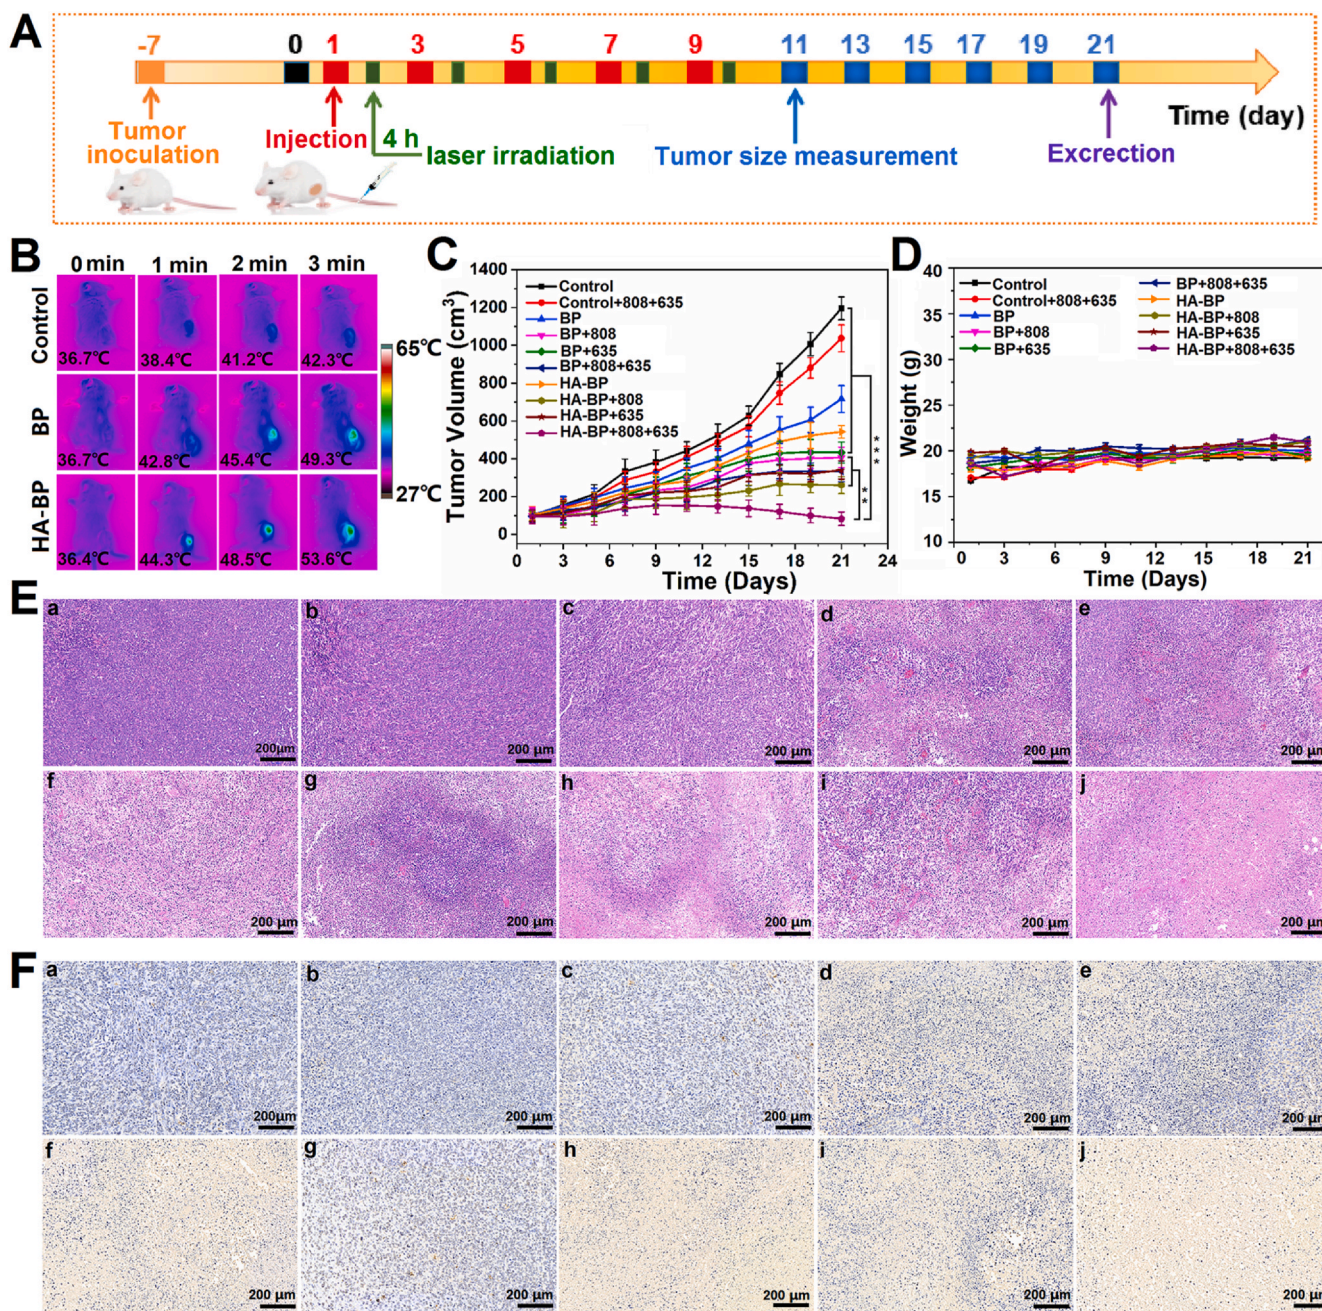 A
-7 0 1 3 5 7 9 11 13 15 17 19 21
Time (day)
Tumor
inoculation
Injection
4 h
laser irradiation
Tumor size measurement
Excrection
B
0 min 1 min 2 min 3 min
Control
36.7℃ 38.4℃ 41.2℃ 42.3℃
BP
36.7℃ 42.8℃ 45.4℃ 49.3℃
HA-BP
36.4℃ 44.3℃ 48.5℃ 53.6℃
65℃
27℃
C
Tumor Volume (cm³)
1400
1200
1000
800
600
400
200
0
0 3 6 9 12 15 18 21 24
Time (Days)
Control
Control+808+635
BP
BP+808
BP+635
BP+808+635
HA-BP
HA-BP+808
HA-BP+635
HA-BP+808+635
***
**
D
Weight (g)
40
35
30
25
20
15
10
0 3 6 9 12 15 18 21
Time (Days)
Control
Control+808+635
BP
BP+808
BP+635
BP+808+635
HA-BP
HA-BP+808
HA-BP+635
HA-BP+808+635
E
a b c d e
200μm 200 μm 200 μm 200 μm 200 μm
f g h i j
200 μm 200 μm 200 μm 200 μm 200 μm
F
a b c d e
200μm 200 μm 200 μm 200 μm 200 μm
f g h i j
200 μm 200 μm 200 μm 200 μm 200 μm